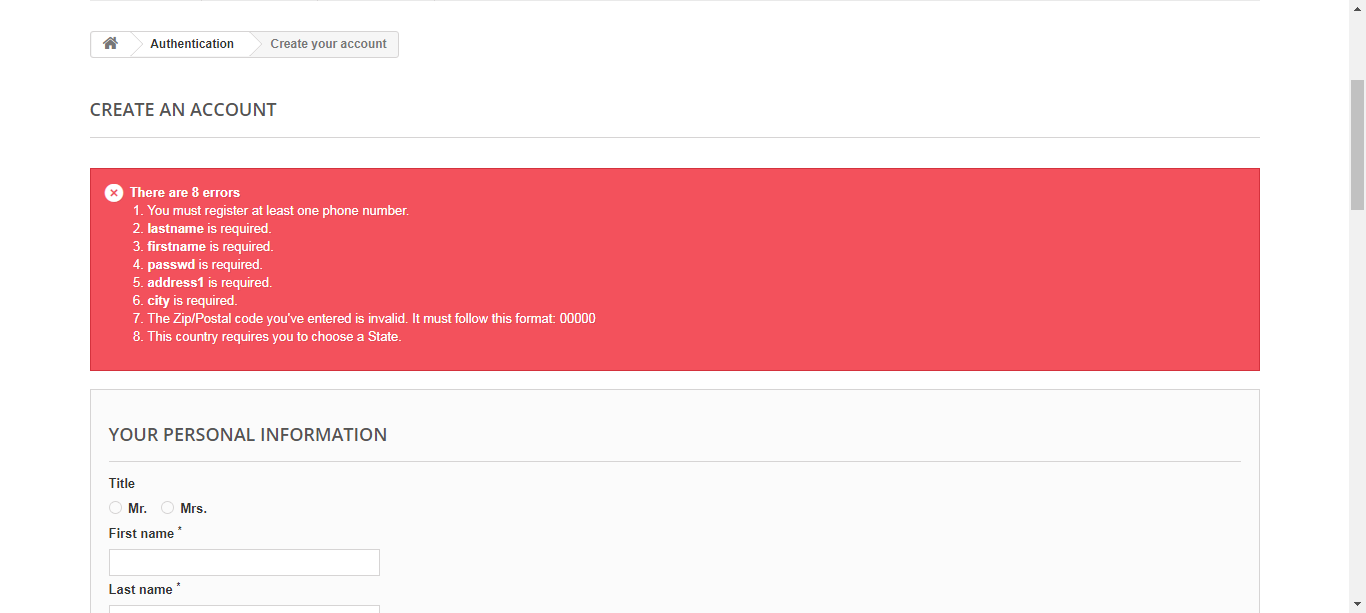 Authentication Create your account
CREATE AN ACCOUNT
There are 8 errors
1. You must register at least one phone number.
2. lastname is required.
3. firstname is required.
4. passwd is required.
5. address1 is required.
6. city is required.
7. The Zip/Postal code you've entered is invalid. It must follow this format: 00000
8. This country requires you to choose a State.
YOUR PERSONAL INFORMATION
Title
Mr. Mrs.
First name *
Last name *